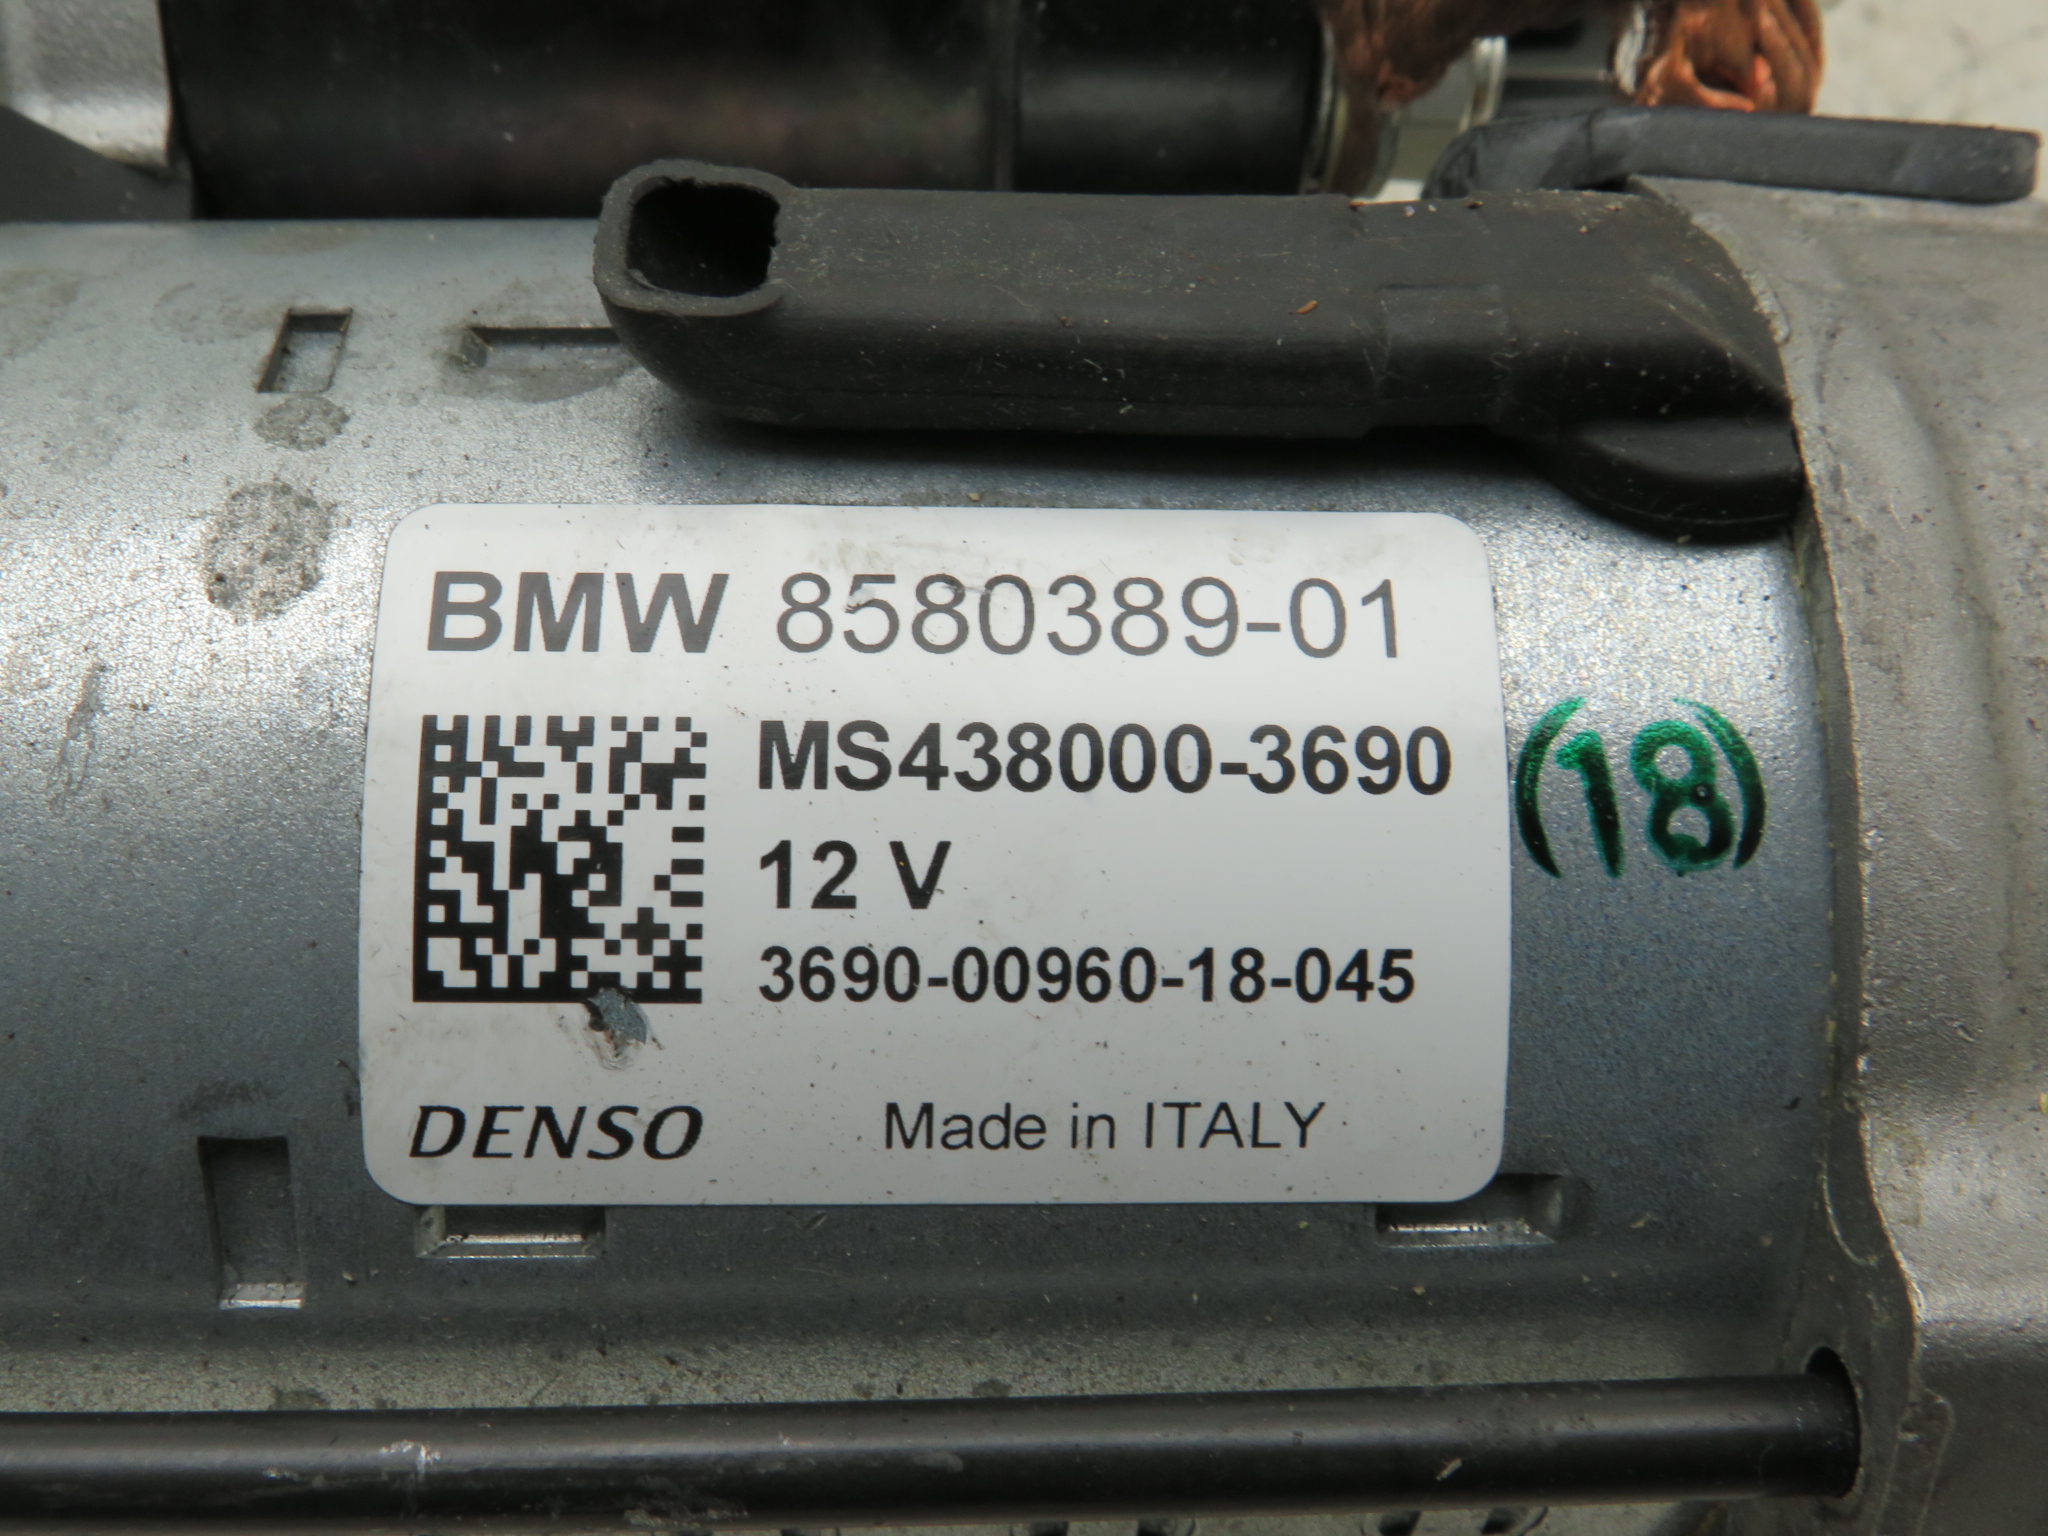 BMW 8580389-01
MS438000-3690
(18)
12 V
3690-00960-18-045
DENSO Made in ITALY